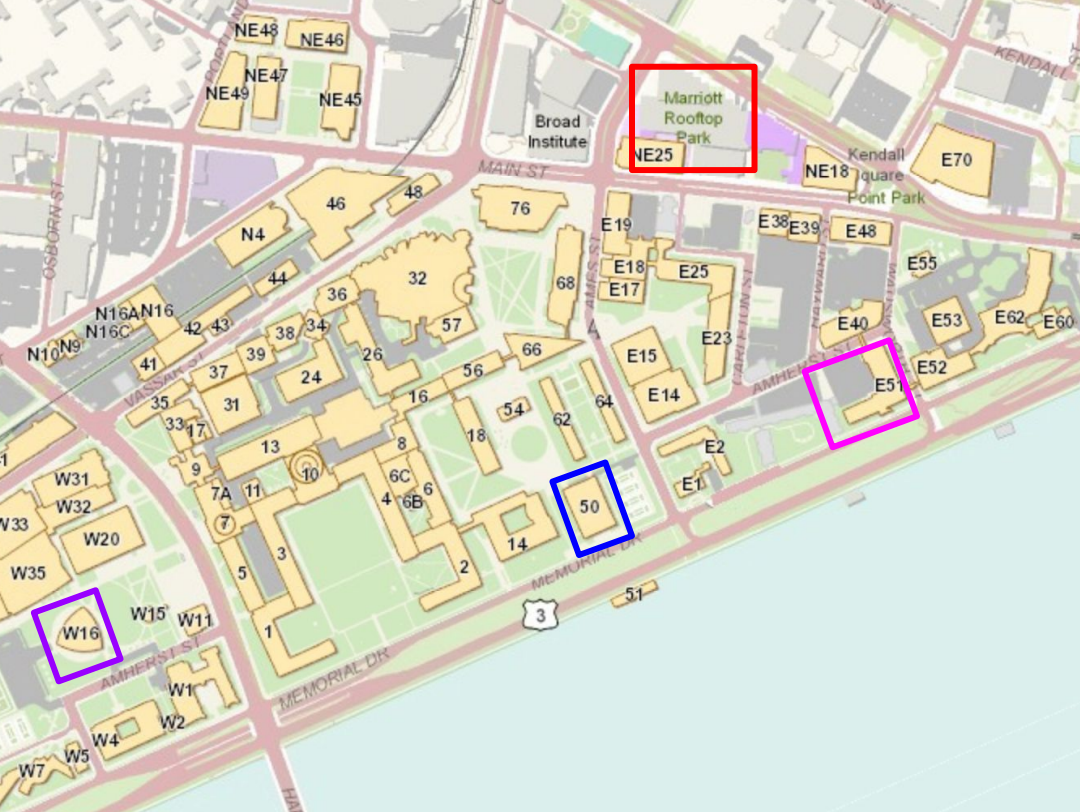 NE48
NE46
NE47
NE49
NE45
KENDALL
Marriott
Rooftop
Park
Broad
Institute
NE25
NE18
Kendall
Square
Point Park
E70
MAIN ST
OSBORN ST
46
48
76
N4
E19
E38
E39
E48
32
E18
E25
E17
E55
44
36
68
AMES ST
N16A
N16
N16C
42
43
38
34
57
E40
E53
E62
E60
N10
N9
41
39
26
66
E15
E23
CARLETON ST
HAYWARD
AMHERST ST
E52
VASSAR ST
37
24
56
E14
E51
35
31
16
54
62
64
33
17
18
13
8
E2
9
10
6C
W31
7A
11
4
6
6B
E1
W32
50
W33
7
W20
3
14
W35
5
2
MEMORIAL DR
51
3
W16
W15
W11
1
AMHERST ST
MEMORIAL DR
W1
W2
W4
W5
W7